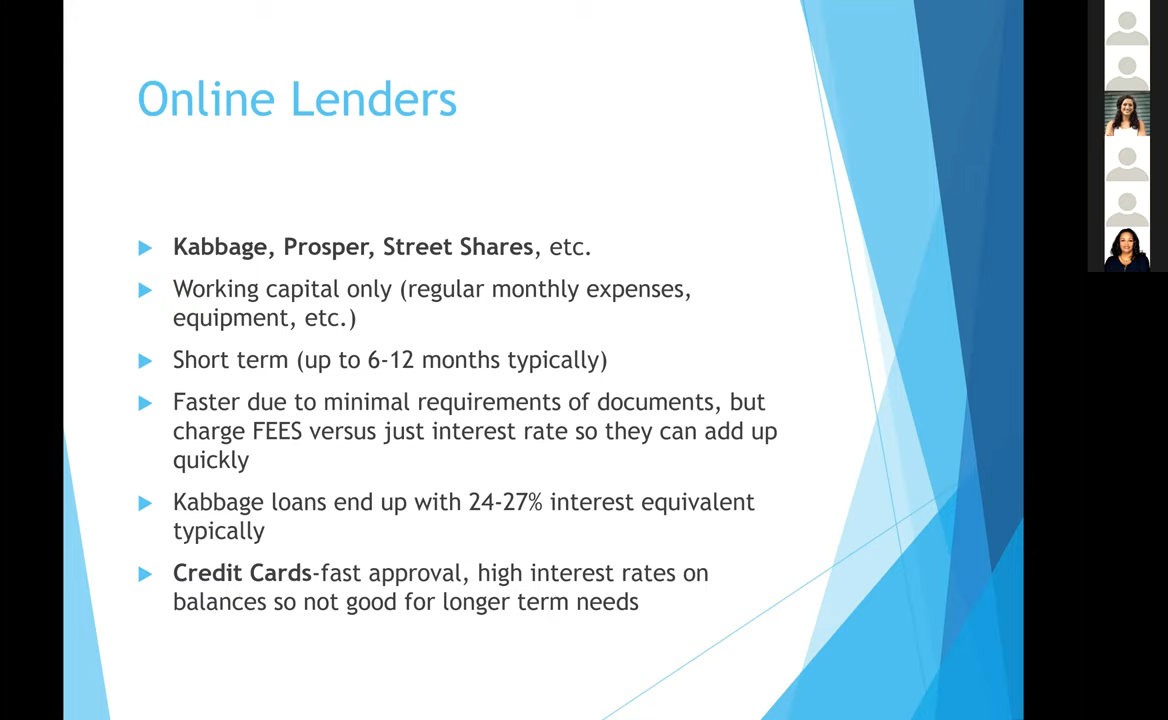 Online Lenders
Kabbage, Prosper, Street Shares, etc.
Working capital only (regular monthly expenses,
equipment, etc.)
Short term (up to 6-12 months typically)
Faster due to minimal requirements of documents, but
charge FEES versus just interest rate so they can add up
quickly
Kabbage loans end up with 24-27% interest equivalent
typically
Credit Cards-fast approval, high interest rates on
balances so not good for longer term needs